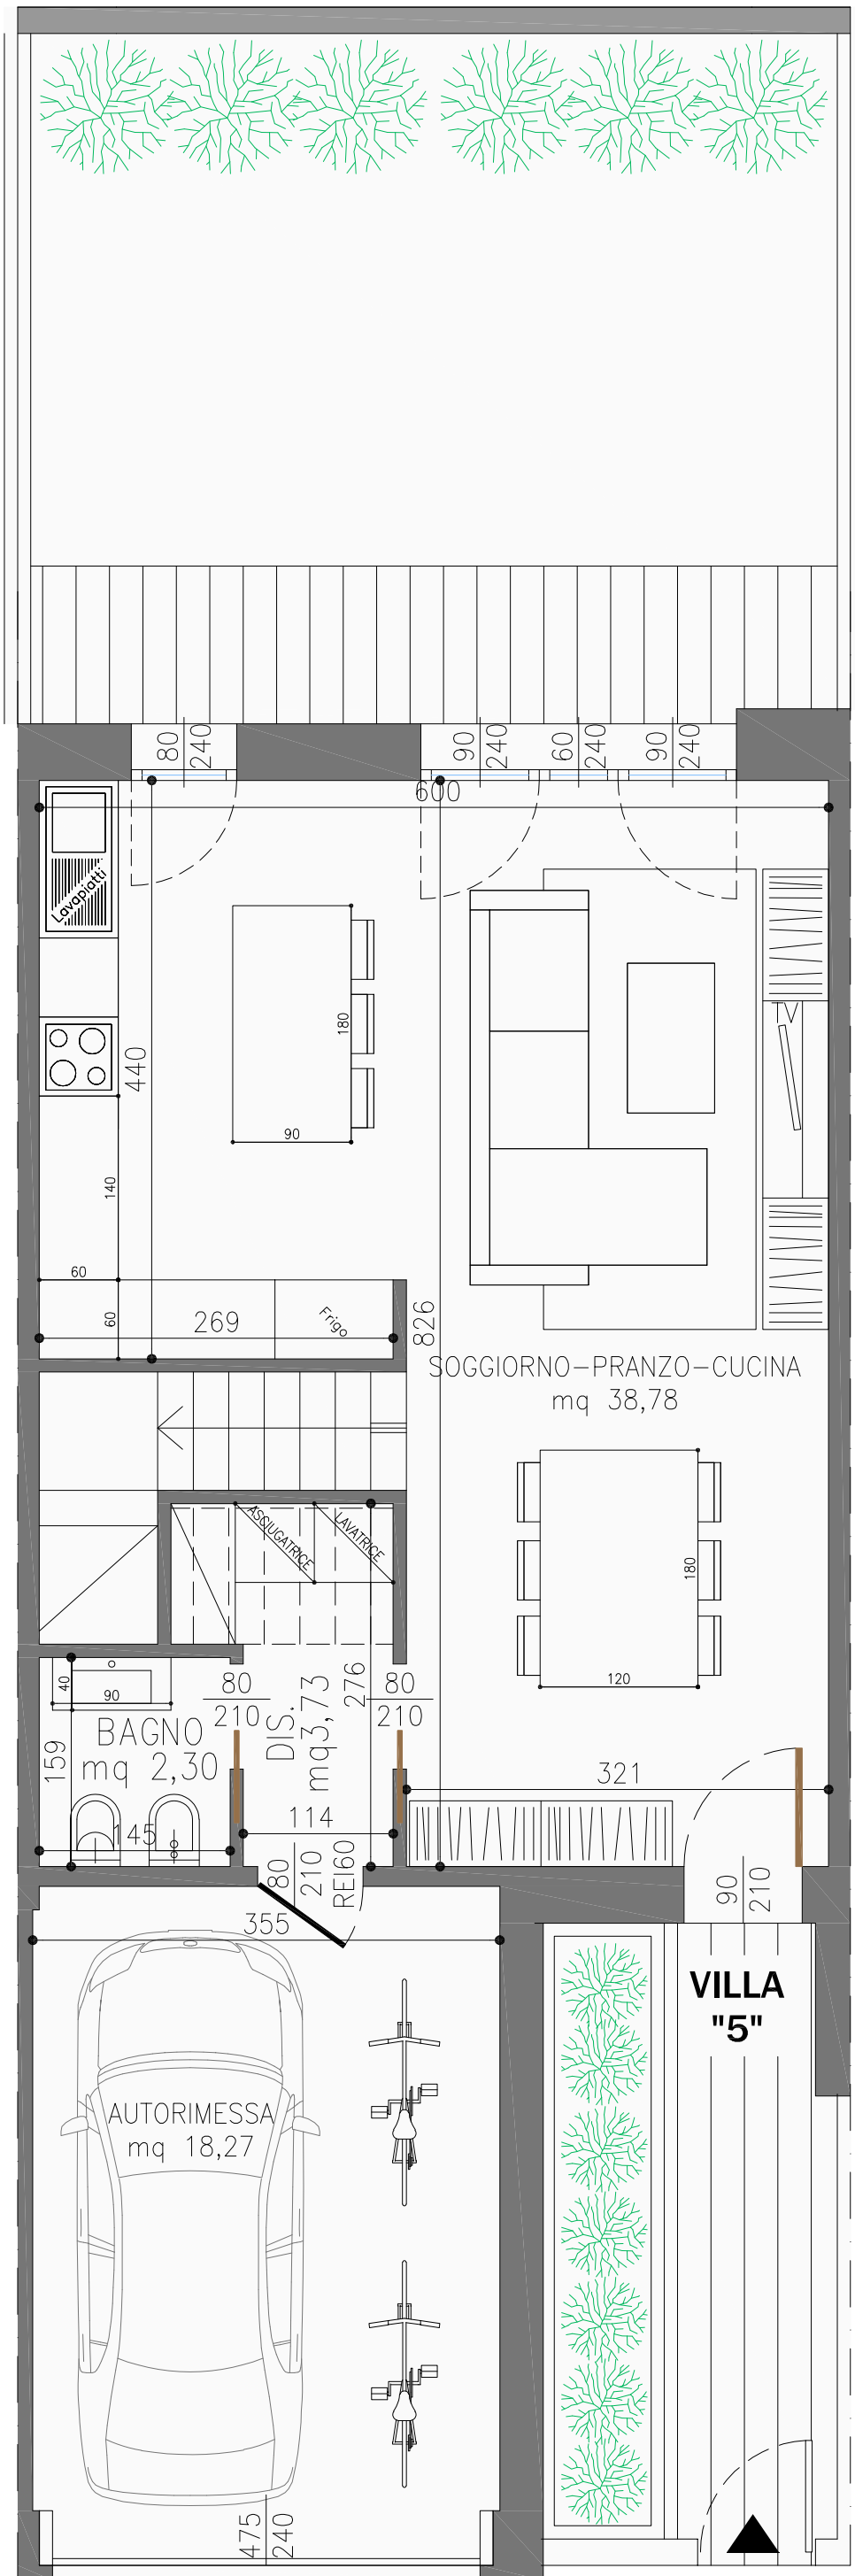 80
240
90
240
60
240
90
240
600
Lavapiatti
180
TV
440
90
140
60
60
269
Frigo
826
SOGGIORNO-PRANZO-CUCINA
mq 38,78
ASCIUGATRICE
LAVATRICE
180
120
40
90
80
210
276
80
210
DIS.
mq3,73
BAGNO
mq 2,30
159
145
114
321
80
210
REI60
90
210
355
VILLA
"5"
AUTORIMESSA
mq 18,27
475
240